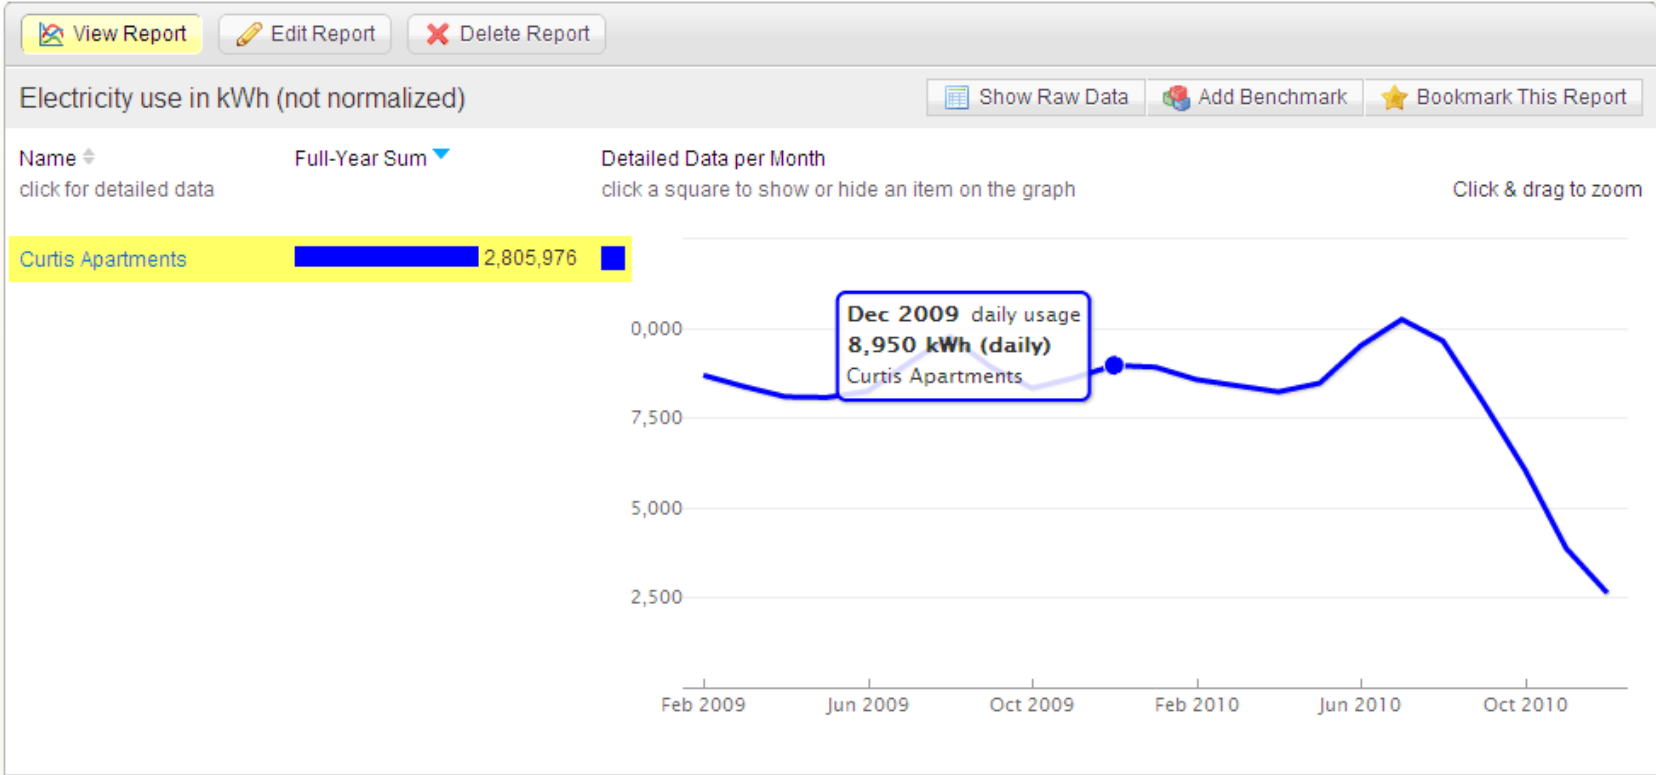 View Report Edit Report Delete Report
Electricity use in kWh (not normalized) Show Raw Data Add Benchmark Bookmark This Report
Name Full-Year Sum Detailed Data per Month
click for detailed data click a square to show or hide an item on the graph Click & drag to zoom
Curtis Apartments 2,805,976
Dec 2009 daily usage
8,950 kWh (daily)
Curtis Apartments
0,000
7,500
5,000
2,500
Feb 2009 Jun 2009 Oct 2009 Feb 2010 Jun 2010 Oct 2010